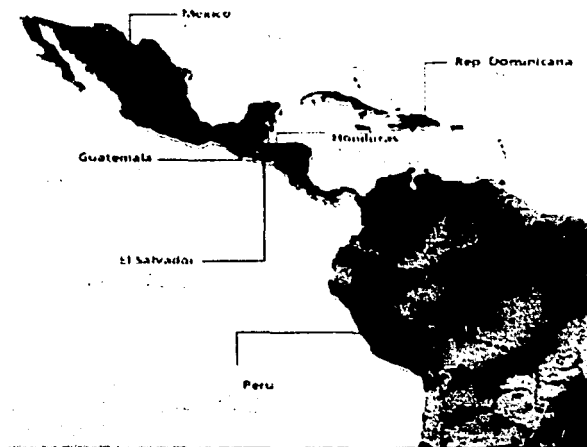 Mexico
Rep. Dominicana
Honduras
Guatemala
El Salvador
Peru